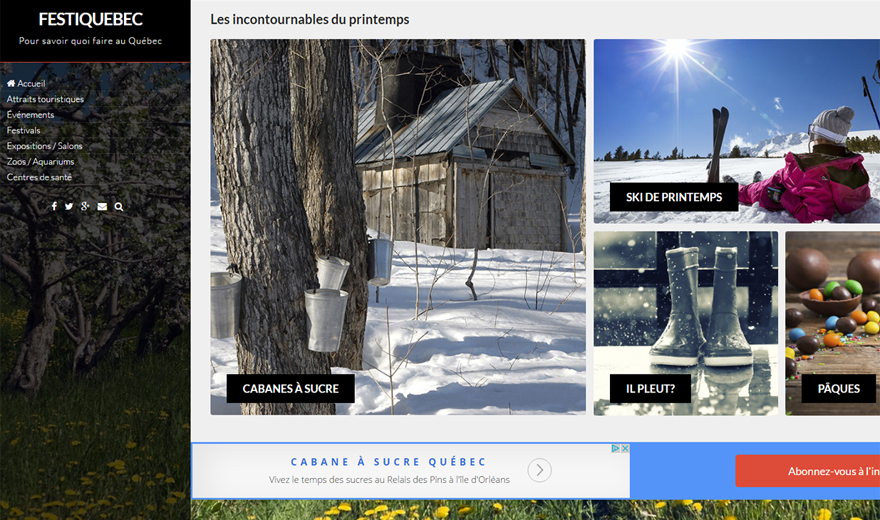 FESTIQUEBEC
Pour savoir quoi faire au Québec
Accueil
Attraits touristiques
Événements
Festivals
Expositions / Salons
Zoos / Aquariums
Centres de santé
Les incontournables du printemps
CABANES À SUCRE
SKI DE PRINTEMPS
IL PLEUT?
PÂQUES
CABANE À SUCRE QUÉBEC
Vivez le temps des sucres au Relais des Pins à l'île d'Orléans
Abonnez-vous à l'in